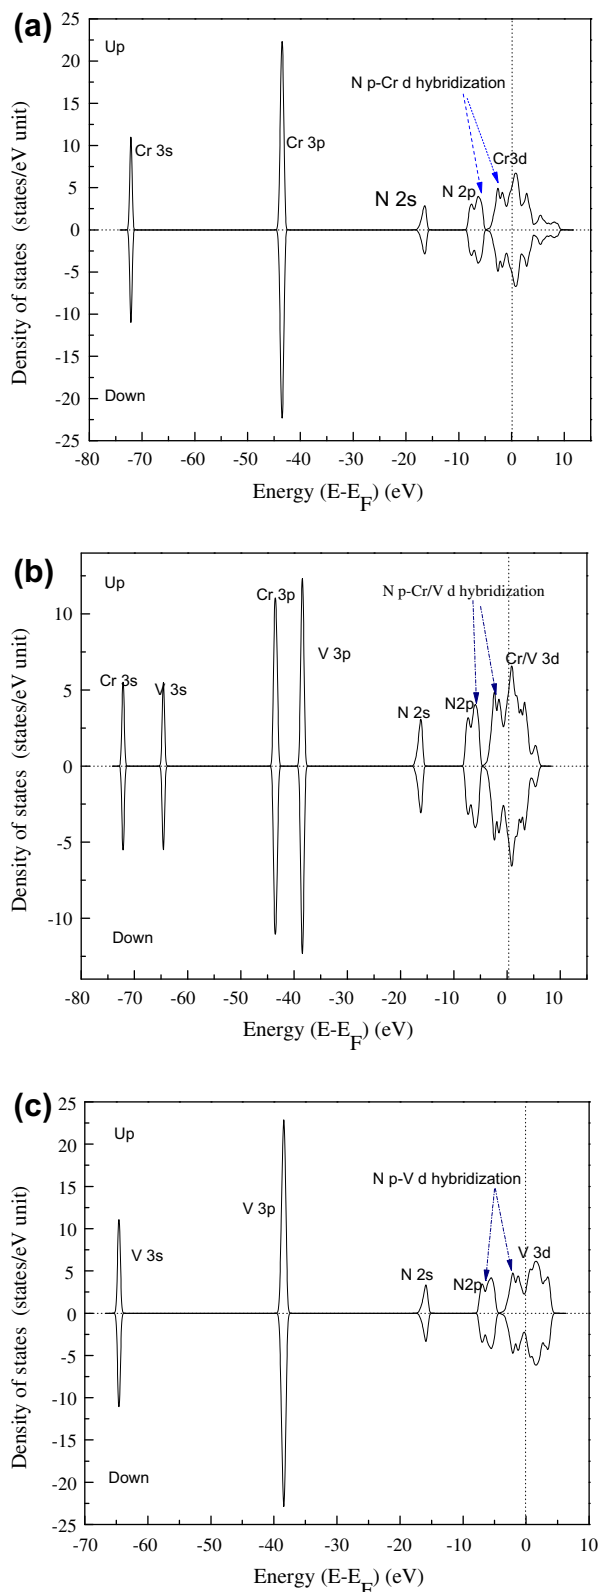 (a)
25
Up
20
N p-Cr d hybridization
15
Cr 3s
Cr 3p
10
Cr3d
N 2s
N 2p
5
0
5
-10
-15
-20
Down
-25
-80 -70 -60 -50 -40 -30 -20 -10 0 10
Density of states (states/eV unit)
Energy (E-E_F) (eV)
(b)
Up
N p-Cr/V d hybridization
10
Cr 3p
V 3p
Cr/V 3d
Cr 3s
V 3s
5
N 2s
N2p
0
-5
-10
Down
-80 -70 -60 -50 -40 -30 -20 -10 0 10
Density of states (states/eV unit)
Energy (E-E_F) (eV)
(c)
25
Up
20
N p-V d hybridization
15
V 3p
V 3s
10
V 3d
N 2s
N2p
5
0
-5
-10
-15
-20
Down
-25
-70 -60 -50 -40 -30 -20 -10 0 10
Density of states (states/eV unit)
Energy (E-E_F) (eV)